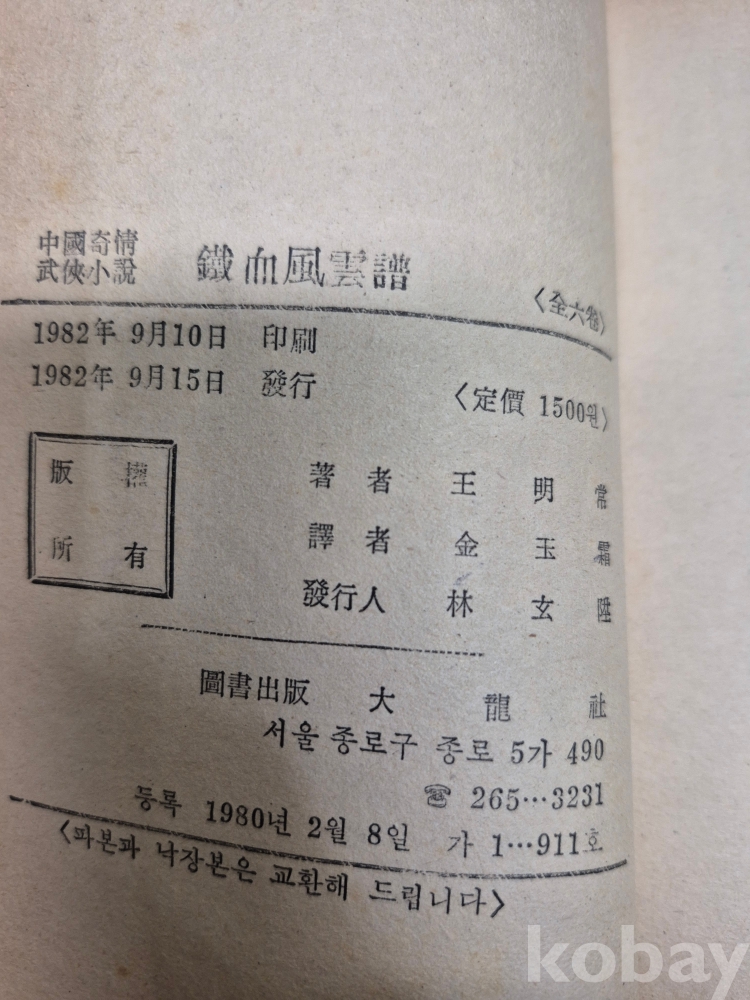 中國奇情
武俠小說 鐵血風雲譜
〈全六卷〉
1982年 9月10日 印刷
1982年 9月15日 發行
〈定價 1500원〉
版權
所有
著者 王明常
譯者 金玉霜
發行人 林玄陞
圖書出版 大龍社
서울 종로구 종로 5가 490
☎ 265…3231
등록 1980년 2월 8일 가 1…911호
〈파본과 낙장본은 교환해 드립니다〉
kobay